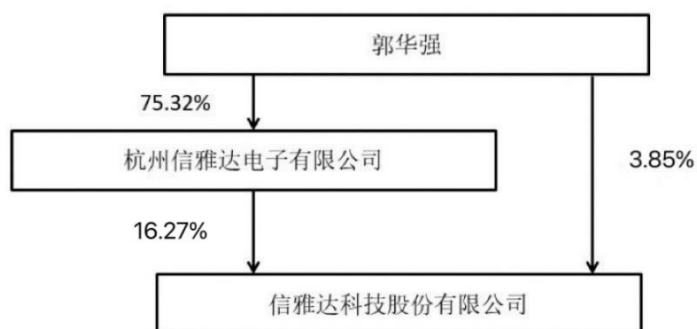 郭华强
75.32%
杭州信雅达电子有限公司
3.85%
16.27%
信雅达科技股份有限公司